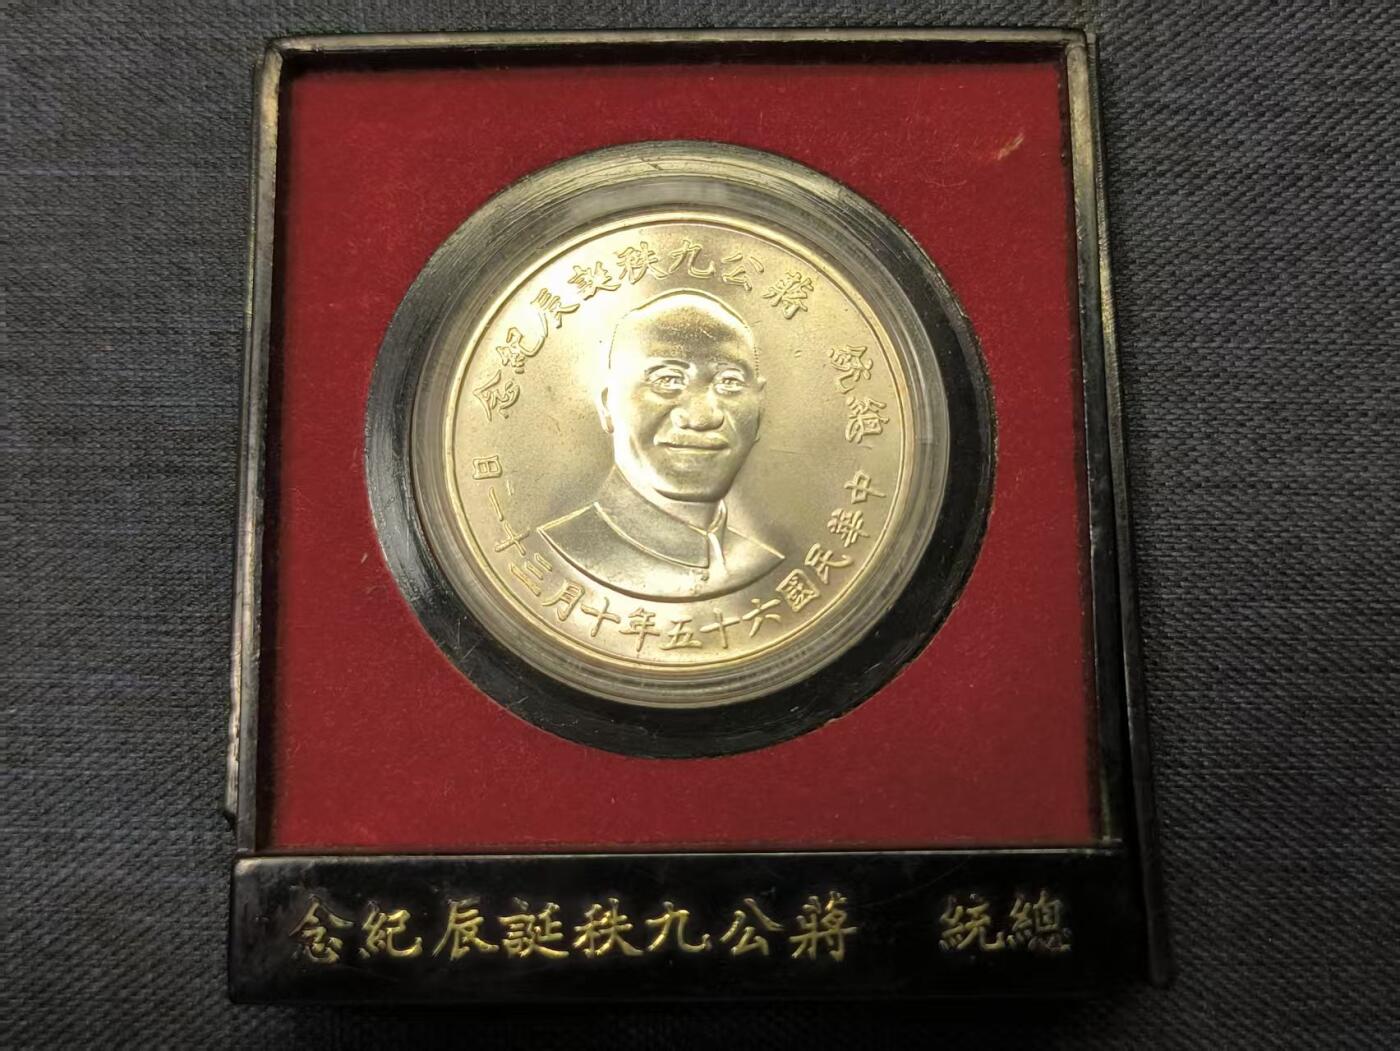 總統 蔣公九秩誕辰紀念
中華民國六十五年十月三十一日
總統 蔣公九秩誕辰紀念